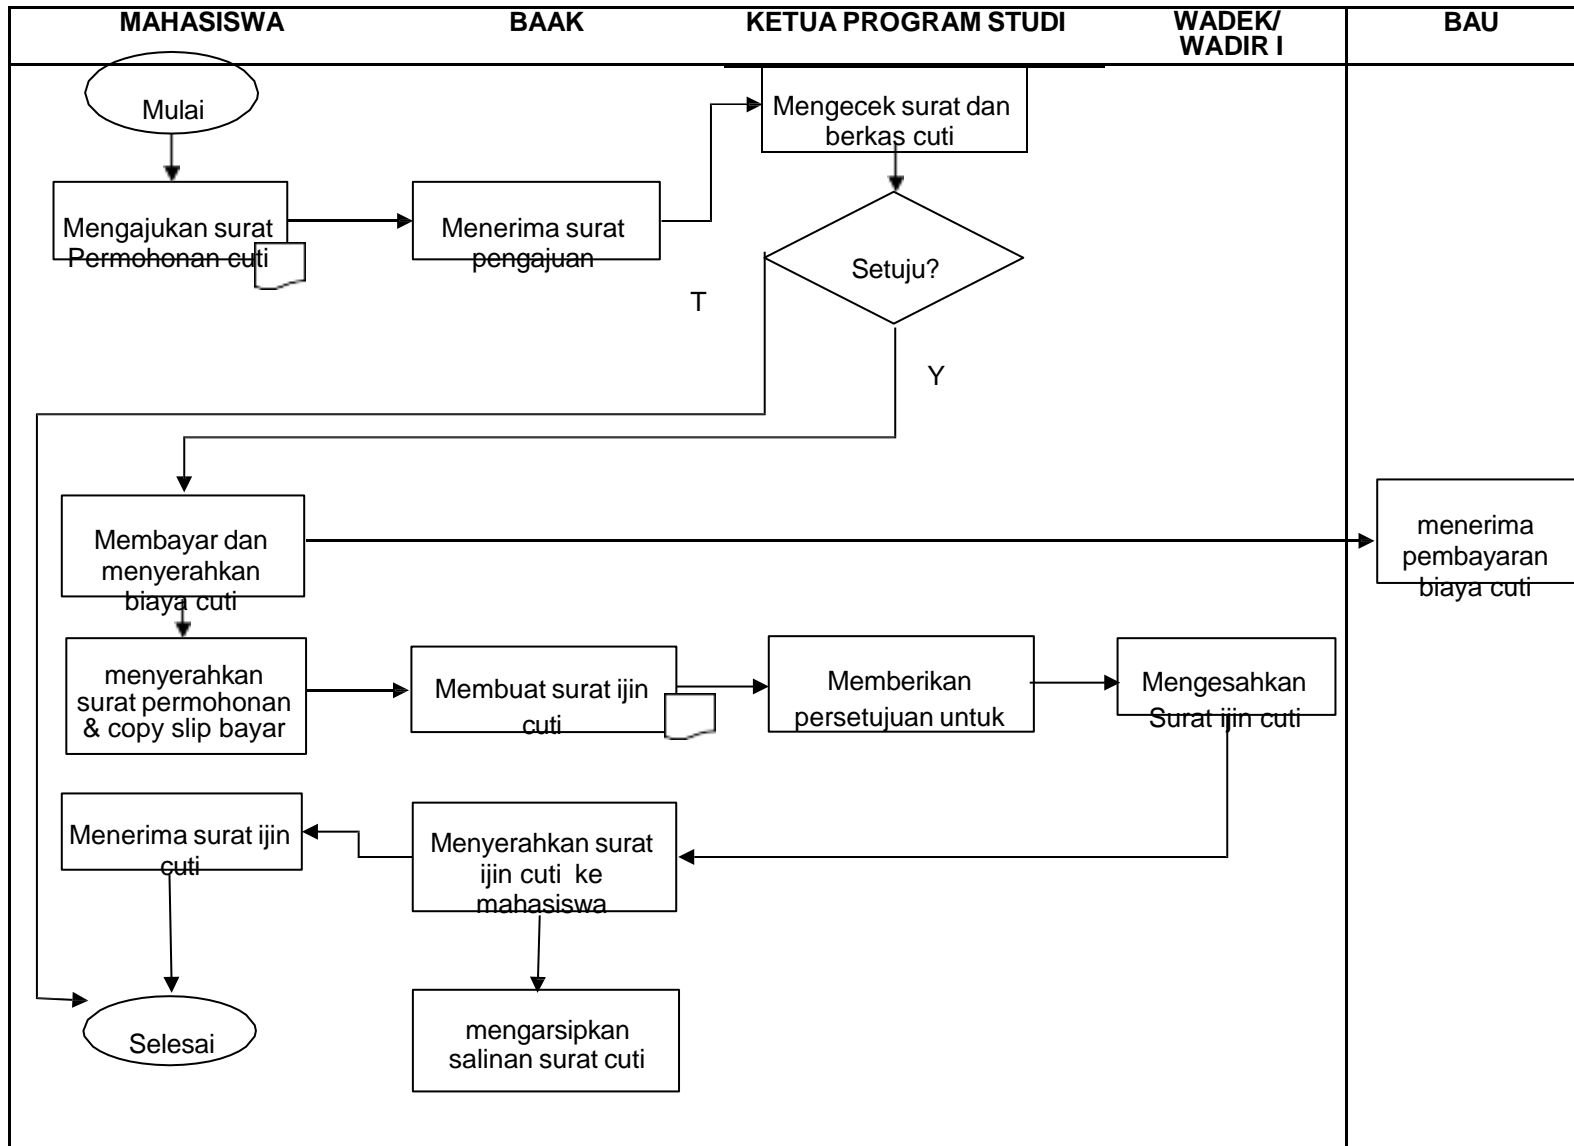 MAHASISWA
BAAK
KETUA PROGRAM STUDI
WADEK/
WADIR I
BAU
Mulai
Mengecek surat dan
berkas cuti
Mengajukan surat
Permohonan cuti
Menerima surat
pengajuan
Setuju?
T
Y
Membayar dan
menyerahkan
biaya cuti
menerima
pembayaran
biaya cuti
menyerahkan
surat permohonan
& copy slip bayar
Membuat surat ijin
cuti
Memberikan
persetujuan untuk
Mengesahkan
Surat ijin cuti
Menerima surat ijin
cuti
Menyerahkan surat
ijin cuti ke
mahasiswa
Selesai
mengarsipkan
salinan surat cuti